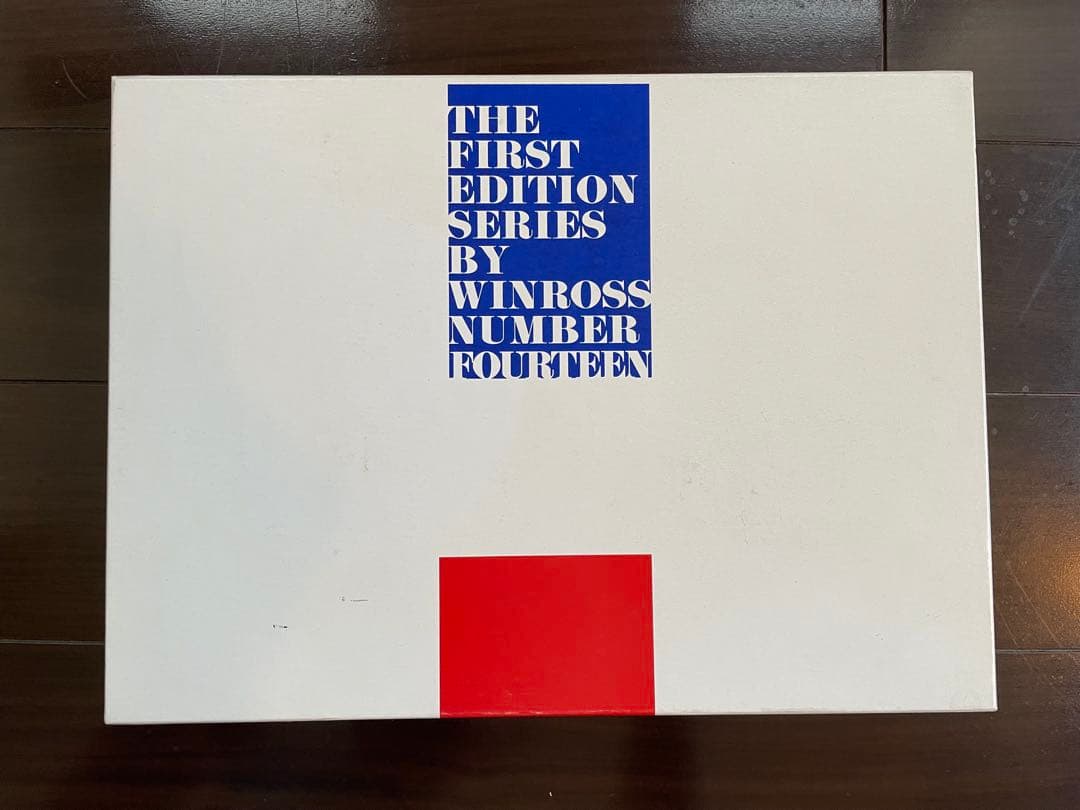 THE
FIRST
EDITION
SERIES
BY
WINROSS
NUMBER
FOURTEEN